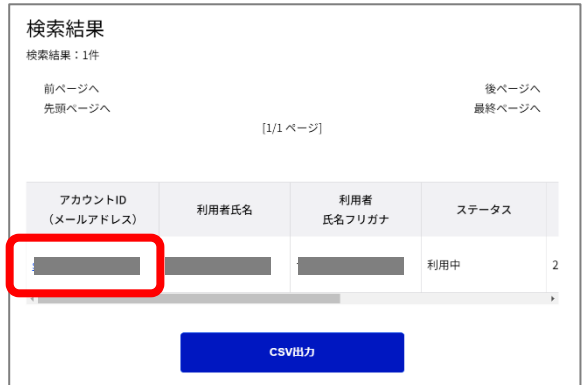 検索結果
検索結果：1件
前ページへ
後ページへ
先頭ページへ
最終ページへ
[1/1 ページ]
アカウントID
（メールアドレス）
利用者氏名
利用者
氏名フリガナ
ステータス
利用中
2
CSV出力